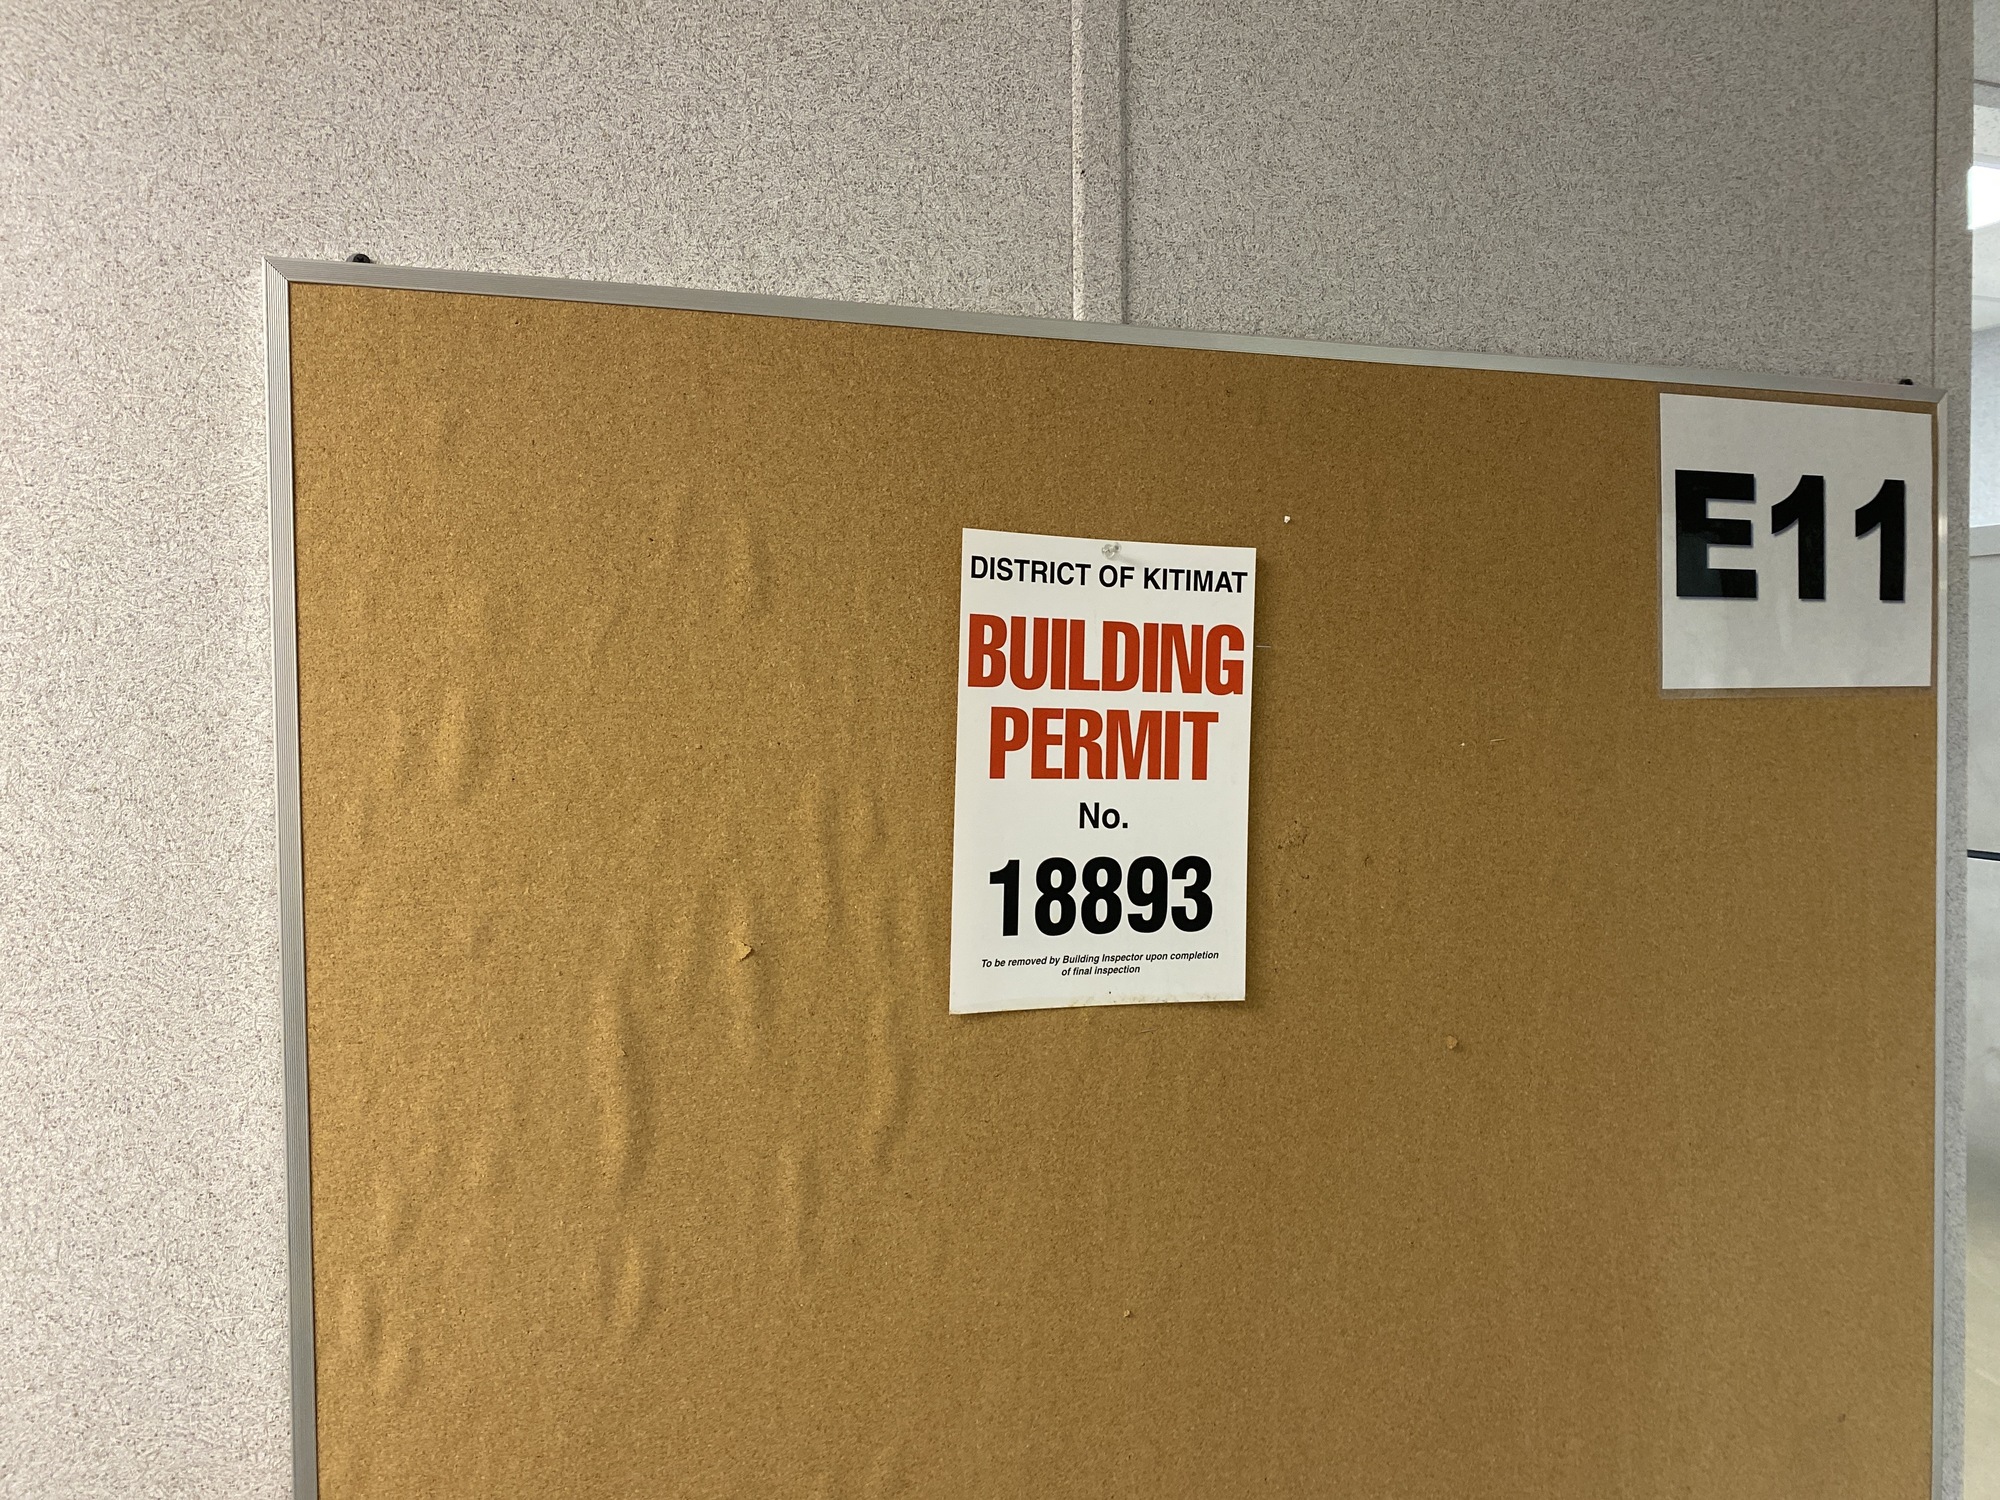 DISTRICT OF KITIMAT
BUILDING
PERMIT
No.
18893
To be removed by Building Inspector upon completion
of final inspection
E11